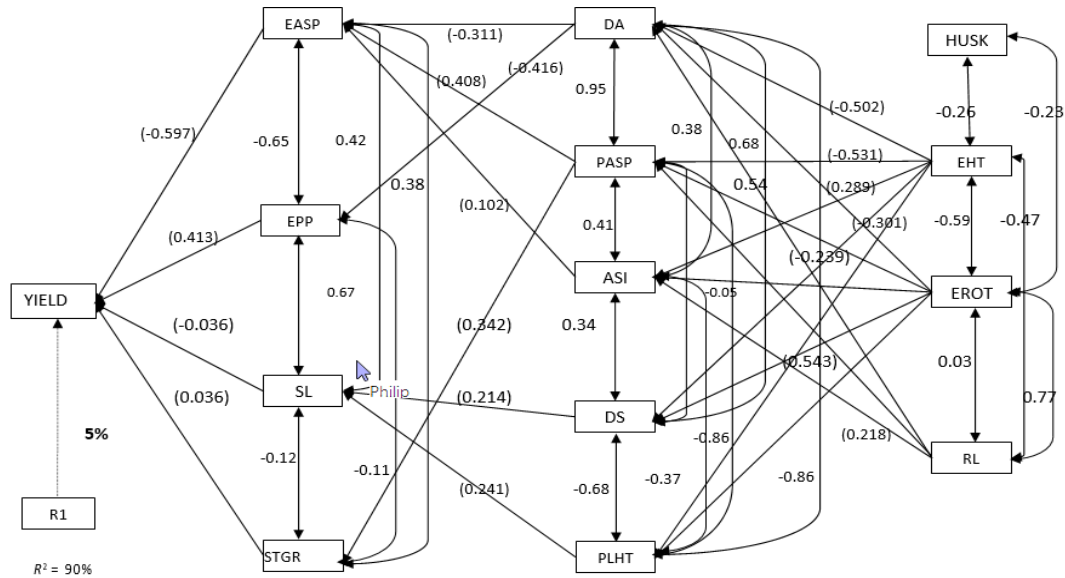 EASP
DA
HUSK
(-0.311)
(-0.416)
(0.408)
0.95
(-0.502)
-0.26
-0.23
(-0.597)
-0.65
0.42
0.38
0.68
PASP
(-0.531)
EHT
0.38
0.54
(0.289)
(0.102)
EPP
0.41
(-0.301)
-0.59
-0.47
(0.413)
(-0.239)
ASI
YIELD
0.67
-0.05
EROT
(-0.036)
(0.342)
0.34
(0.543)
0.03
SL
Philip
(0.036)
(0.214)
DS
0.77
5%
-0.86
(0.218)
-0.12
-0.11
RL
(0.241)
-0.68
-0.37
-0.86
R1
STGR
PLHT
R² = 90%